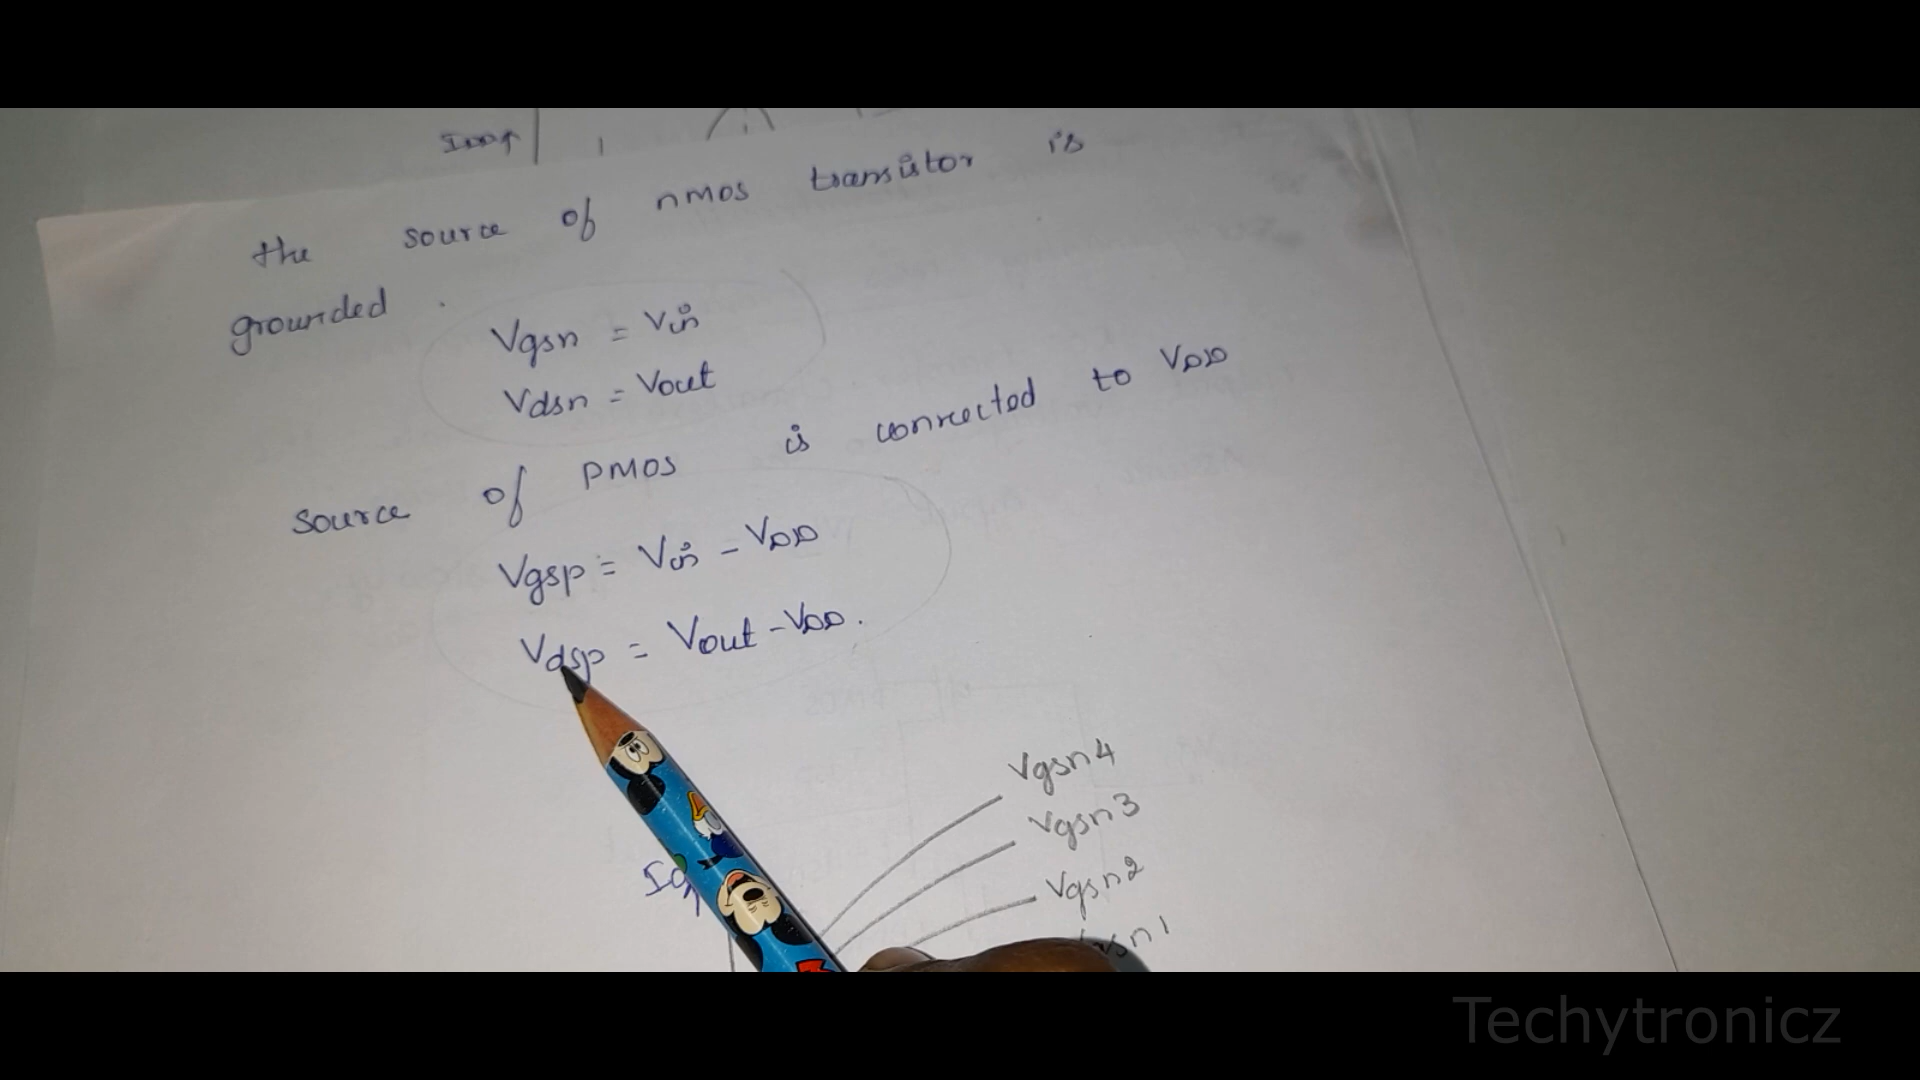 the source of nMOS transistor is
grounded.
Vgsn = Vin
Vdsn = Vout
source of PMOS is connected to VDD
Vgsp = Vin - VDD
Vdsp = Vout - VDD.
Vgsn4
Vgsn3
Vgsn2
Techytronicz